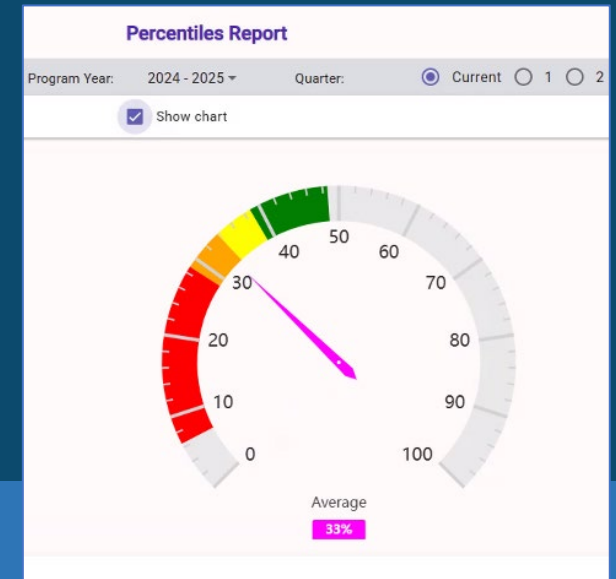 Percentiles Report
Program Year: 2024 - 2025 Quarter: Current 1 2
Show chart
50
40 60
30 70
20 80
10 90
0 100
Average
33%